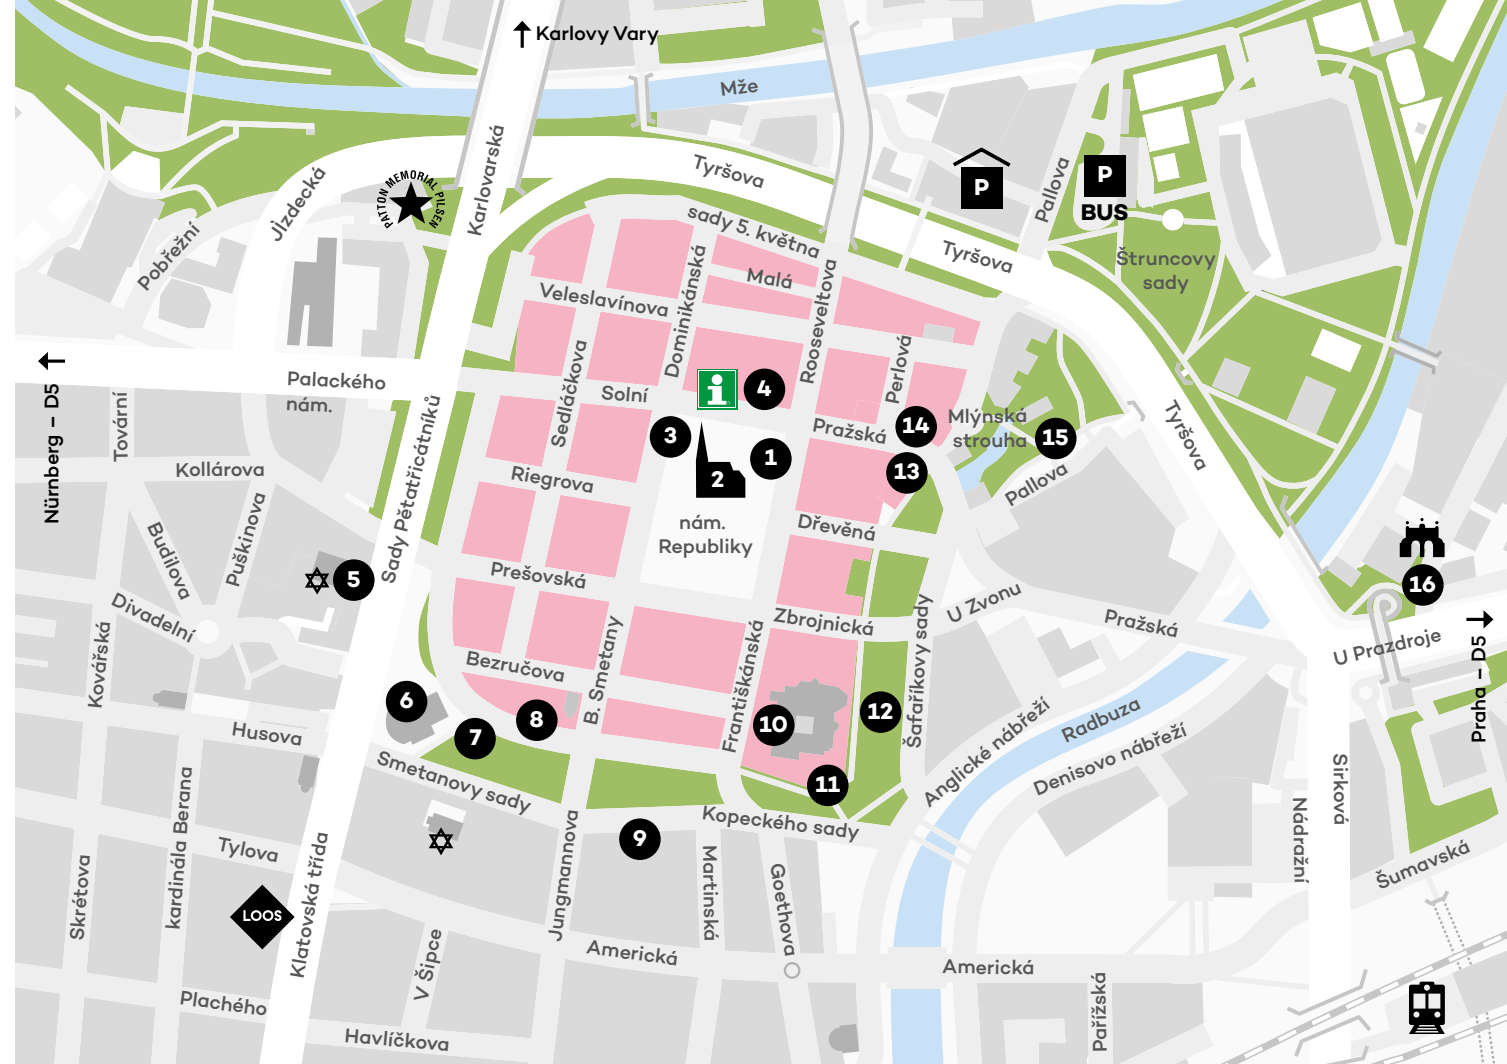 Karlovy Vary
Mže
Tyršova
P
P
BUS
Pallova
Jízdecká
PATTON MEMORIAL PILSEN
Karlovarská
Pobřežní
sady 5. května
Tyršova
Štruncovy
sady
Malá
Veleslavínova
Dominikánská
Rooseveltova
Perlová
Sedláčkova
Nürnberg – D5
Palackého
nám.
Solní
4
Tovární
Sady Pětatřicátníků
3
1
2
Pražská
14
Mlýnská
strouha
15
Tyršova
13
Pallova
Kollárova
Riegrova
Puškinova
Budilova
nám.
Republiky
Dřevěná
5
Prešovská
16
Divadelní
Kovářská
U Zvonu
Zbrojnická
Pražská
U Prazdroje
Praha – D5
Bezručova
B. Smetany
Františkánská
Šafaříkovy sady
6
7
8
10
12
Radbuza
Anglické nábřeží
Denisovo nábřeží
Husova
Smetanovy sady
11
Kopeckého sady
9
Sirková
Nádražní
Šumavská
kardinála Berana
Tylova
Skrétova
Klatovská třída
LOOS
Jungmannova
Martinská
Goethova
V Šipce
Americká
Americká
Pařížská
Plachého
Havlíčkova